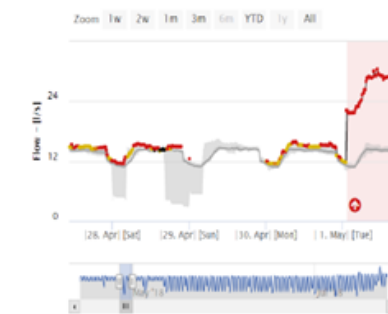 Zoom 1w 2w 1m 3m 6m YTD 1y All
24
12
0
Flow - [l/s]
28. Apr| [Sat] |29. Apr| [Sun] |30. Apr| [Mon] | 1. May| [Tue]